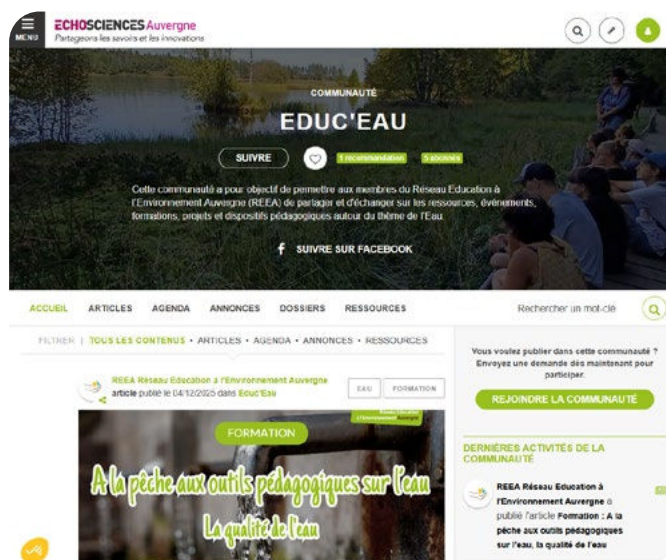 MENU
ECHOSCIENCES Auvergne
Partageons les savoirs et les innovations
COMMUNAUTÉ
EDUC'EAU
SUIVRE
1 recommandation
5 abonnés
Cette communauté a pour objectif de permettre aux membres du Réseau Education à
l'Environnement Auvergne (REEA) de partager et d'échanger sur les ressources, événements,
formations, projets et dispositifs pédagogiques autour du thème de l'Eau.
SUIVRE SUR FACEBOOK
ACCUEIL ARTICLES AGENDA ANNONCES DOSSIERS RESSOURCES
Rechercher un mot-clé
FILTRER | TOUS LES CONTENUS • ARTICLES • AGENDA • ANNONCES • RESSOURCES
REEA Réseau Education à l'Environnement Auvergne
article publié le 04/12/2025 dans Educ'Eau
EAU
FORMATION
Réseau Education
à l'Environnement Auvergne
FORMATION
A la pêche aux outils pédagogiques sur l'eau
La qualité de l'eau
Vous voulez publier dans cette communauté ?
Envoyez une demande dès maintenant pour
participer.
REJOINDRE LA COMMUNAUTÉ
DERNIÈRES ACTIVITÉS DE LA
COMMUNAUTÉ
REEA Réseau Education à
l'Environnement Auvergne a
publié l'article Formation : A la
pêche aux outils pédagogiques
sur l'eau, la qualité de l'eau